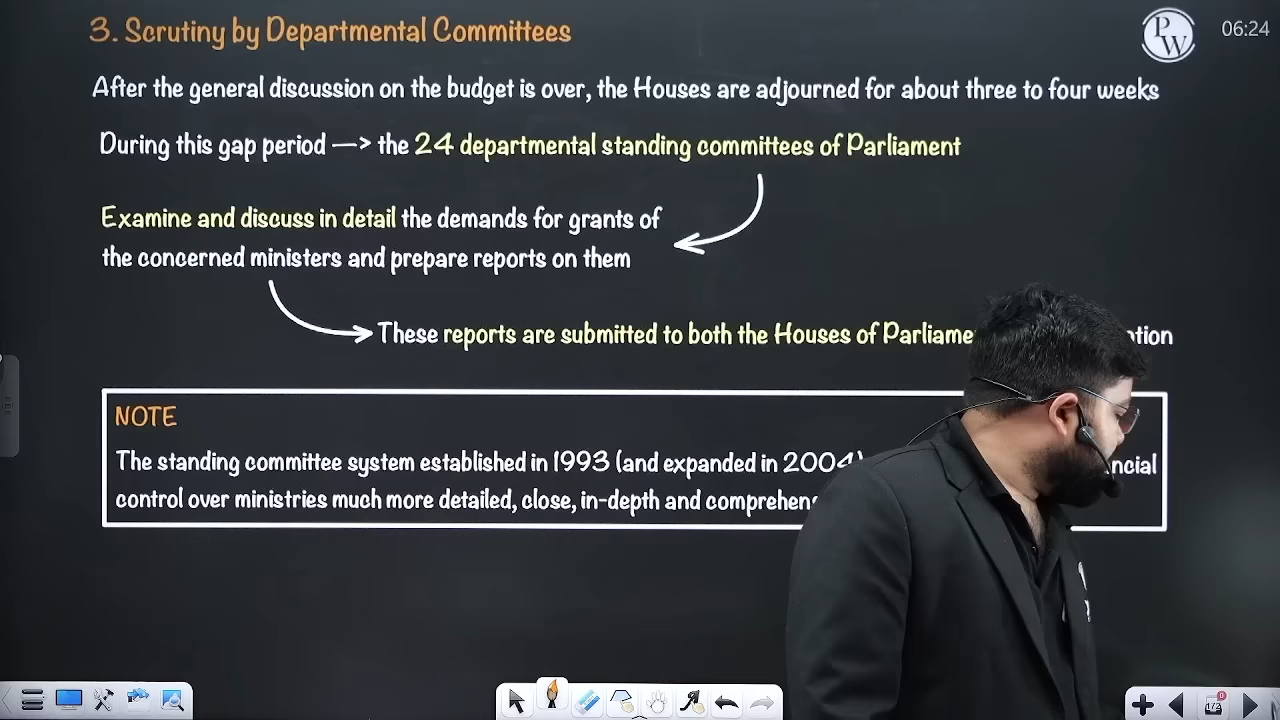 3. Scrutiny by Departmental Committees
PW
06:24
After the general discussion on the budget is over, the Houses are adjourned for about three to four weeks
During this gap period —> the 24 departmental standing committees of Parliament
Examine and discuss in detail the demands for grants of
the concerned ministers and prepare reports on them
These reports are submitted to both the Houses of
NOTE
The standing committee system established in 1993 (and expanded in 2004)
control over ministries much more detailed, close, in-depth and